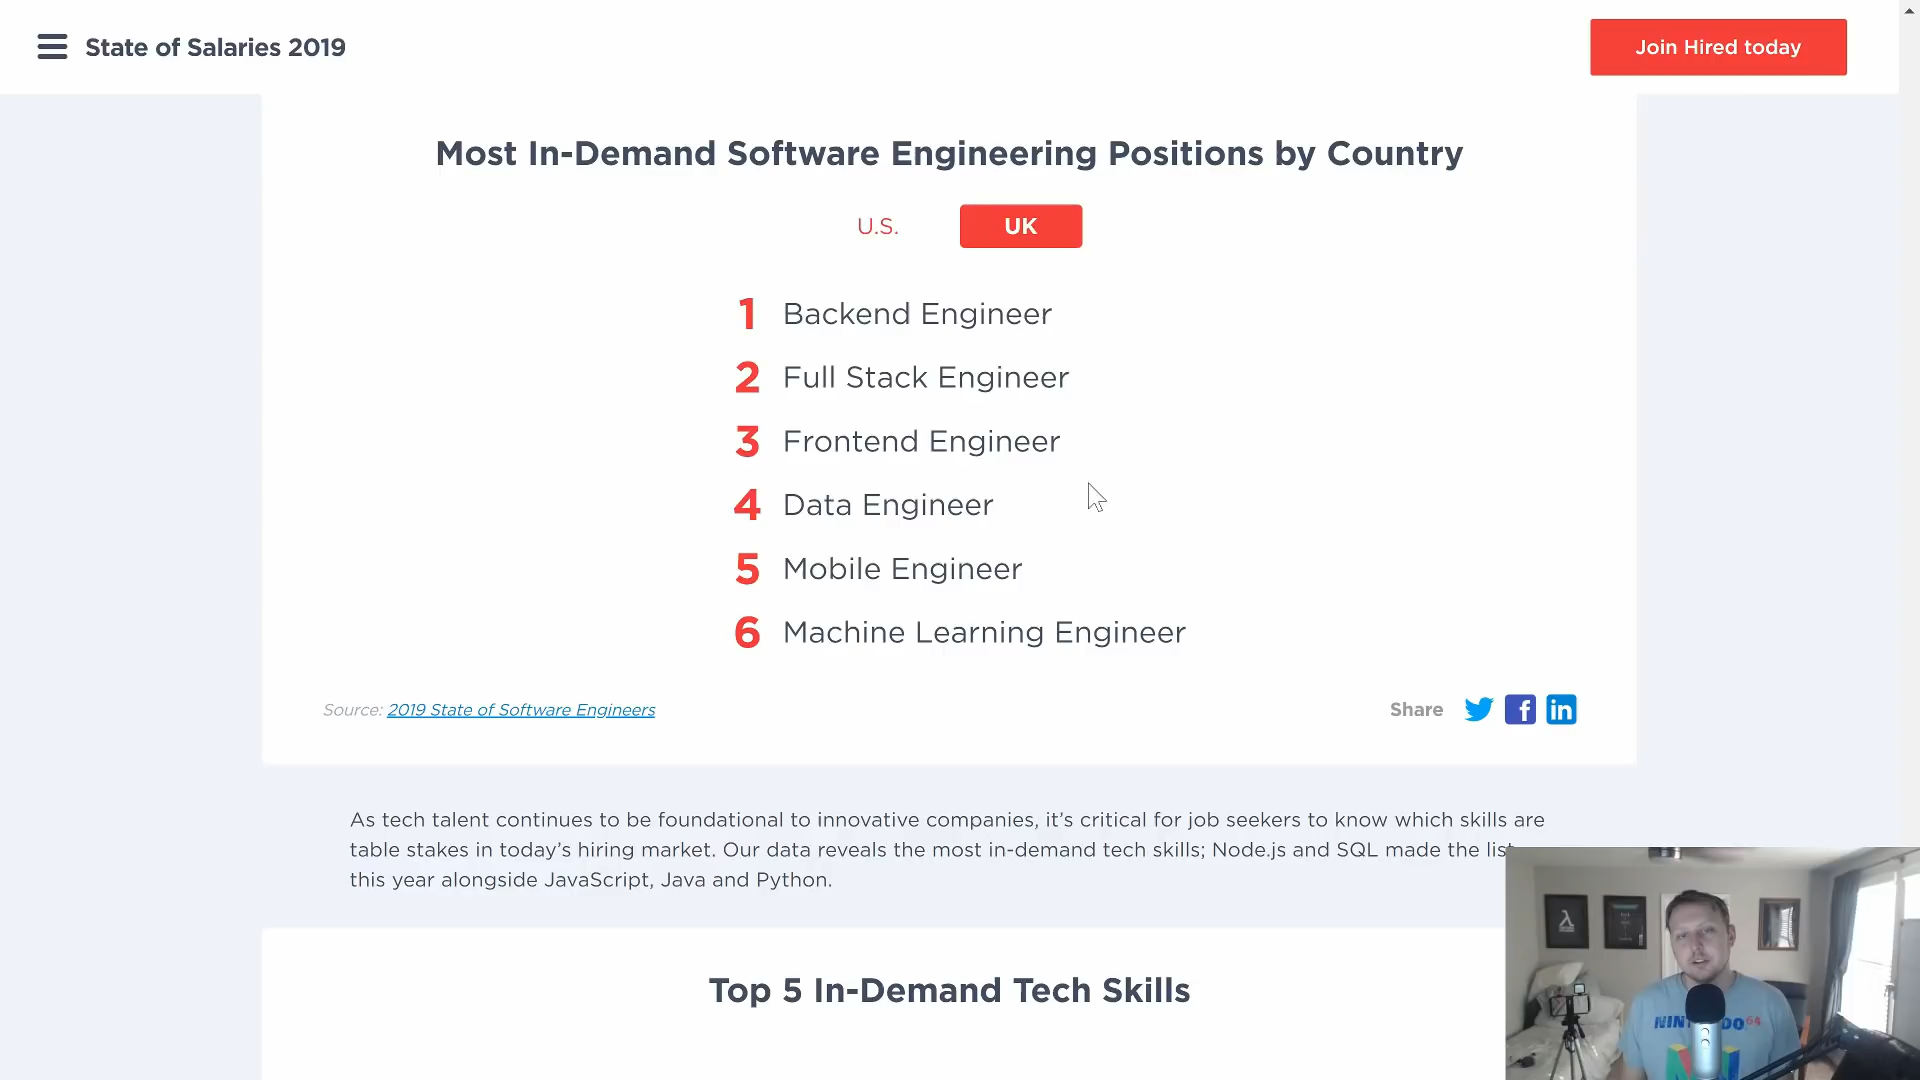 State of Salaries 2019
Join Hired today
Most In-Demand Software Engineering Positions by Country
U.S.
UK
1 Backend Engineer
2 Full Stack Engineer
3 Frontend Engineer
4 Data Engineer
5 Mobile Engineer
6 Machine Learning Engineer
Source: 2019 State of Software Engineers
Share
As tech talent continues to be foundational to innovative companies, it’s critical for job seekers to know which skills are
table stakes in today’s hiring market. Our data reveals the most in-demand tech skills; Node.js and SQL made the list
this year alongside JavaScript, Java and Python.
Top 5 In-Demand Tech Skills